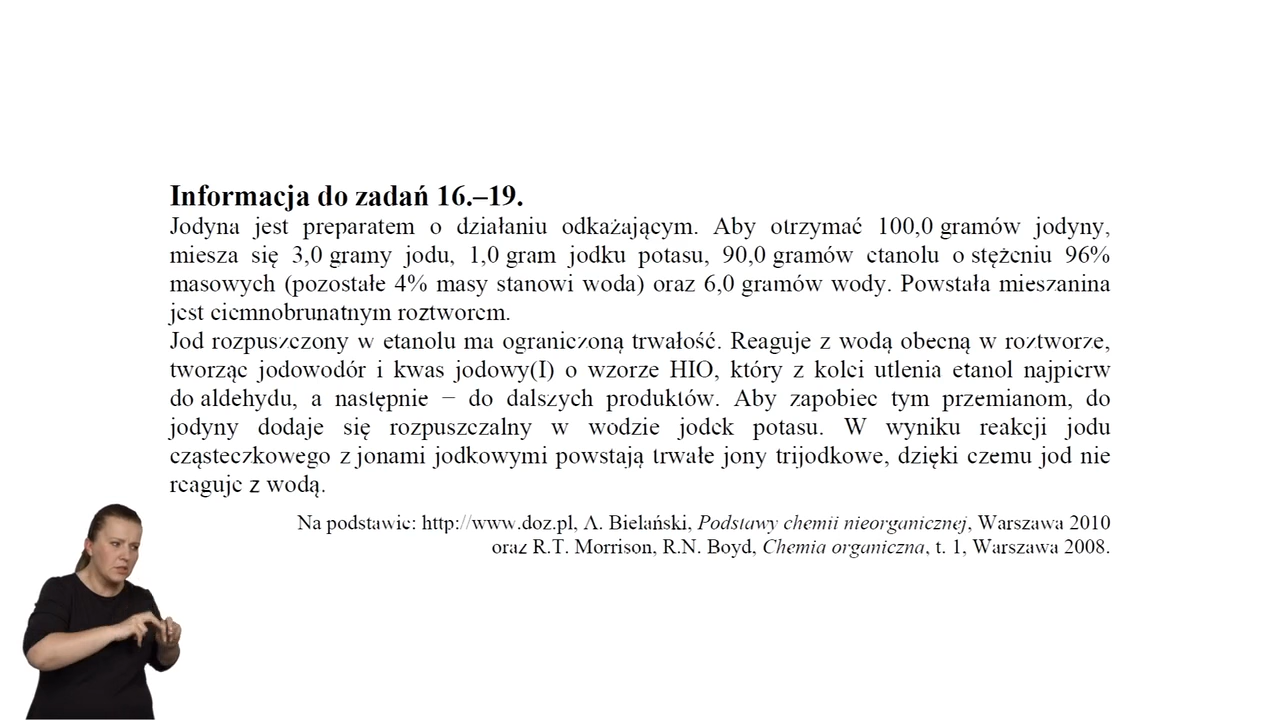 Informacja do zadań 16.–19.
Jodyna jest preparatem o działaniu odkażającym. Aby otrzymać 100,0 gramów jodyny,
miesza się 3,0 gramy jodu, 1,0 gram jodku potasu, 90,0 gramów etanolu o stężeniu 96%
masowych (pozostałe 4% masy stanowi woda) oraz 6,0 gramów wody. Powstała mieszanina
jest ciemnobrunatnym roztworem.
Jod rozpuszczony w etanolu ma ograniczoną trwałość. Reaguje z wodą obecną w roztworze,
tworząc jodowodór i kwas jodowy(I) o wzorze HIO, który z kolei utlenia etanol najpierw
do aldehydu, a następnie − do dalszych produktów. Aby zapobiec tym przemianom, do
jodyny dodaje się rozpuszczalny w wodzie jodek potasu. W wyniku reakcji jodu
cząsteczkowego z jonami jodkowymi powstają trwałe jony trijodkowe, dzięki czemu jod nie
reaguje z wodą.
Na podstawie: http://www.doz.pl, A. Bielański, Podstawy chemii nieorganicznej, Warszawa 2010
oraz R.T. Morrison, R.N. Boyd, Chemia organiczna, t. 1, Warszawa 2008.